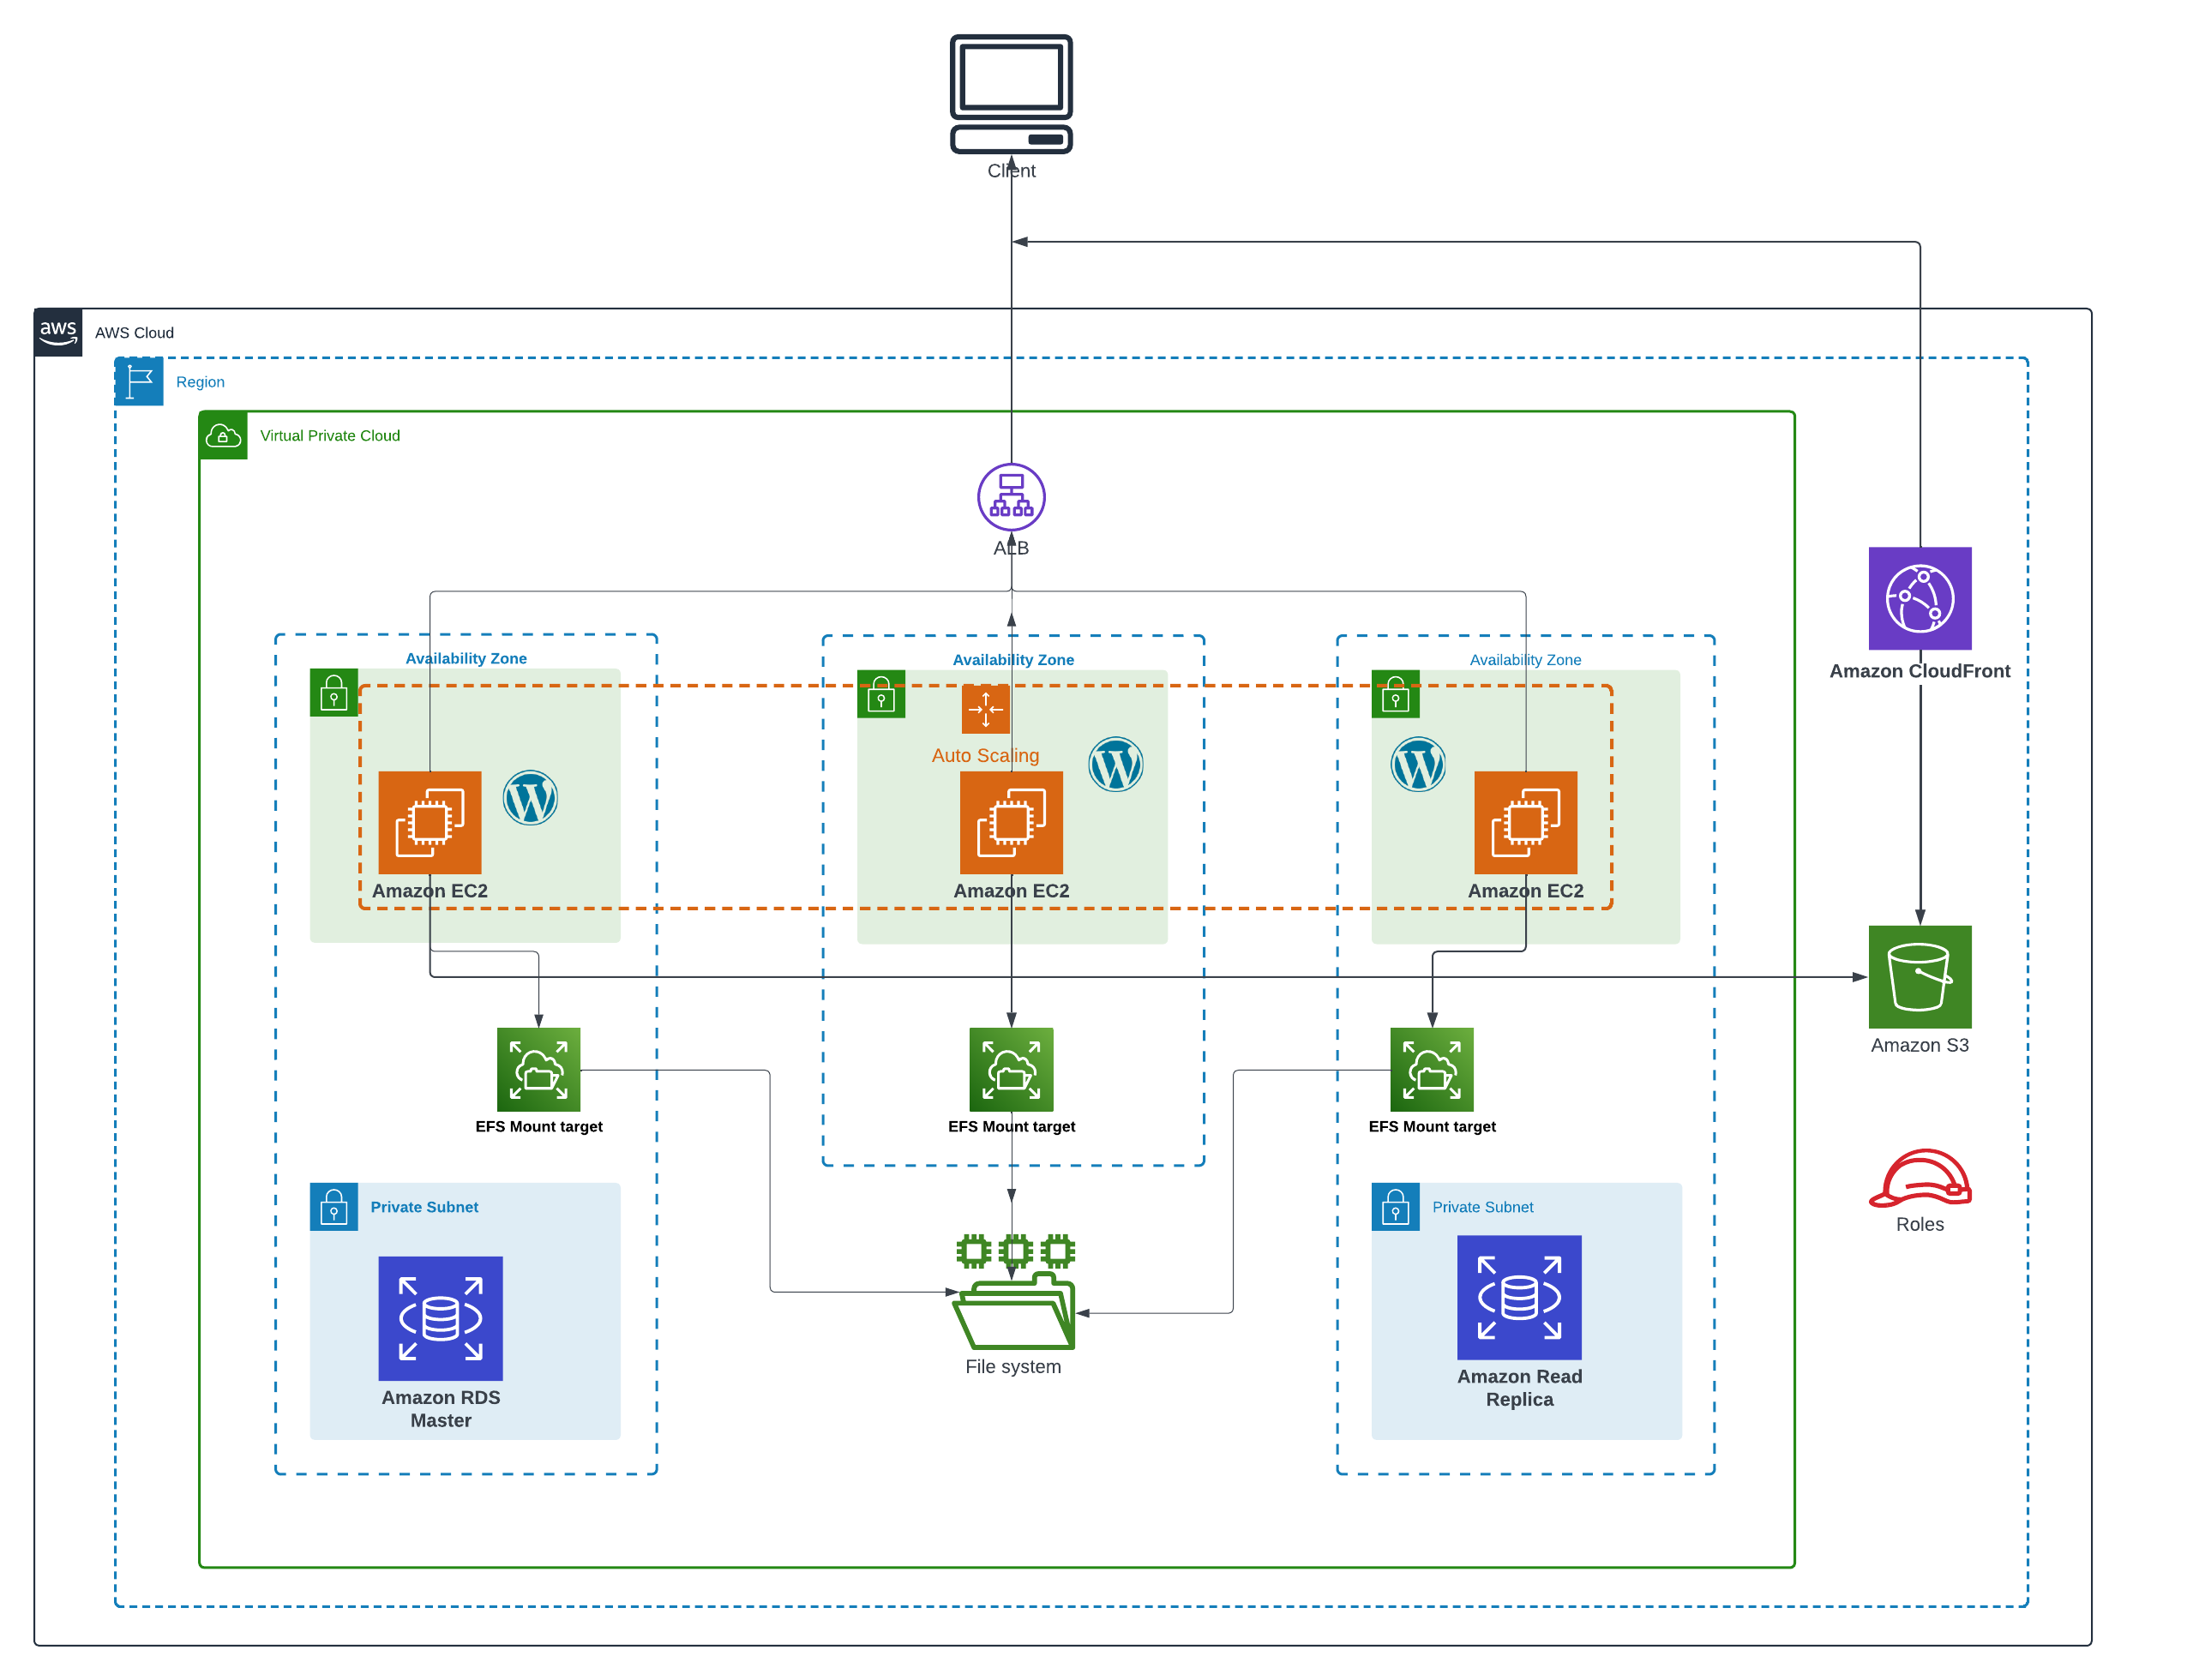 Client
aws
AWS Cloud
Region
Virtual Private Cloud
ALB
Availability Zone
Availability Zone
Availability Zone
Auto Scaling
Amazon CloudFront
Amazon EC2
Amazon EC2
Amazon EC2
Amazon S3
EFS Mount target
EFS Mount target
EFS Mount target
Private Subnet
Private Subnet
Roles
File system
Amazon RDS
Master
Amazon Read
Replica